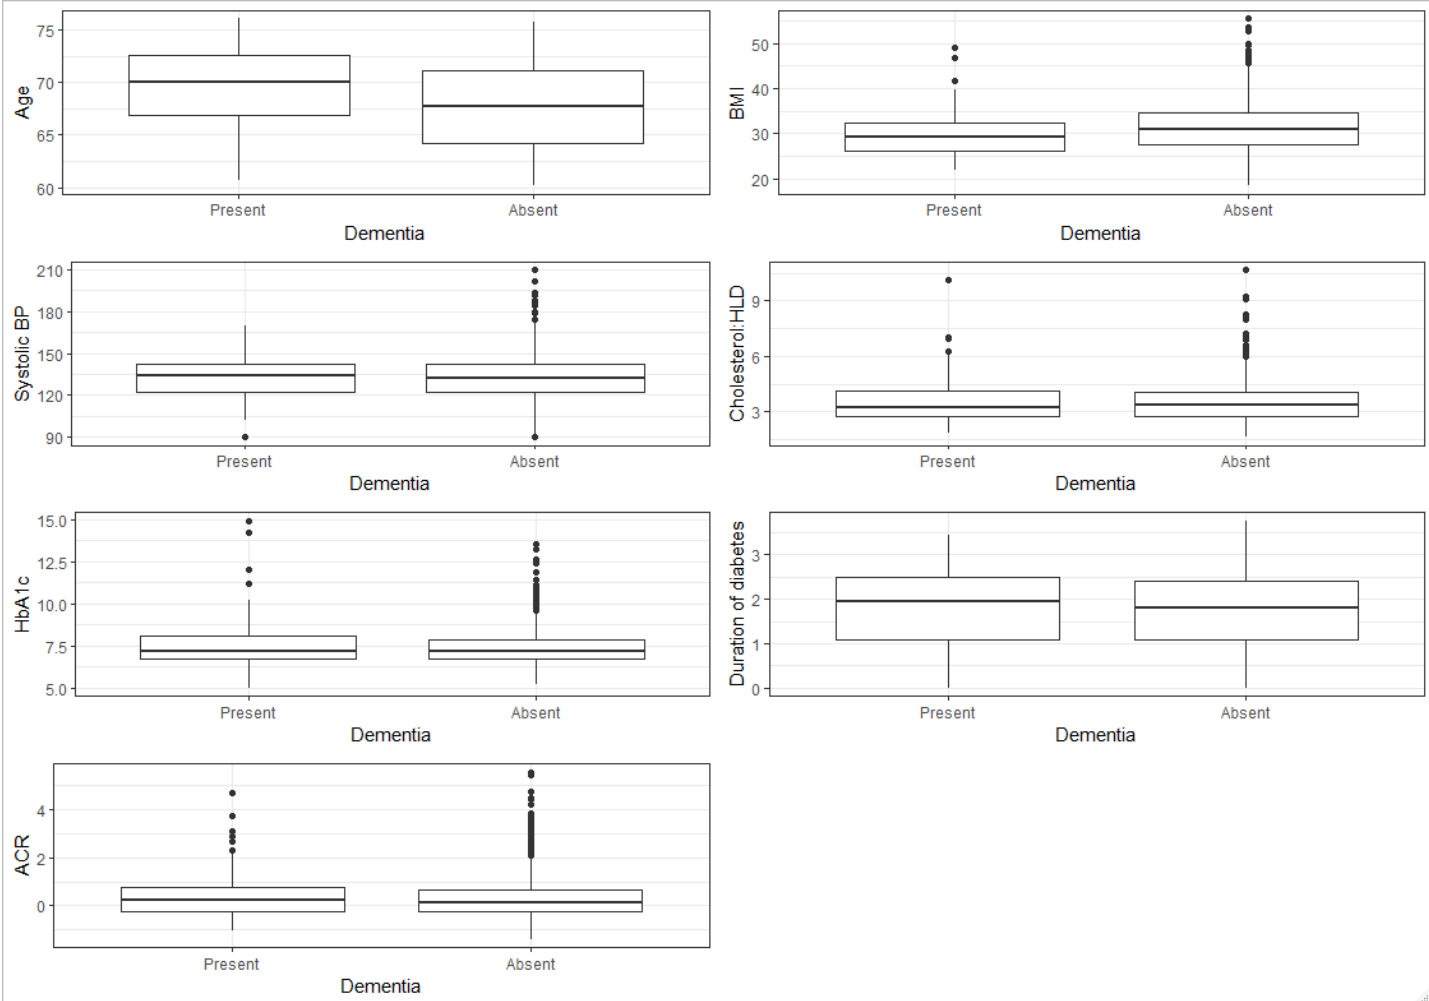 Age
75
70
65
60
Present
Absent
Dementia
BMI
50
40
30
20
Present
Absent
Dementia
Systolic BP
210
180
150
120
90
Present
Absent
Dementia
Cholesterol:HLD
9
6
3
Present
Absent
Dementia
HbA1c
15.0
12.5
10.0
7.5
5.0
Present
Absent
Dementia
Duration of diabetes
3
2
1
0
Present
Absent
Dementia
ACR
4
2
0
Present
Absent
Dementia